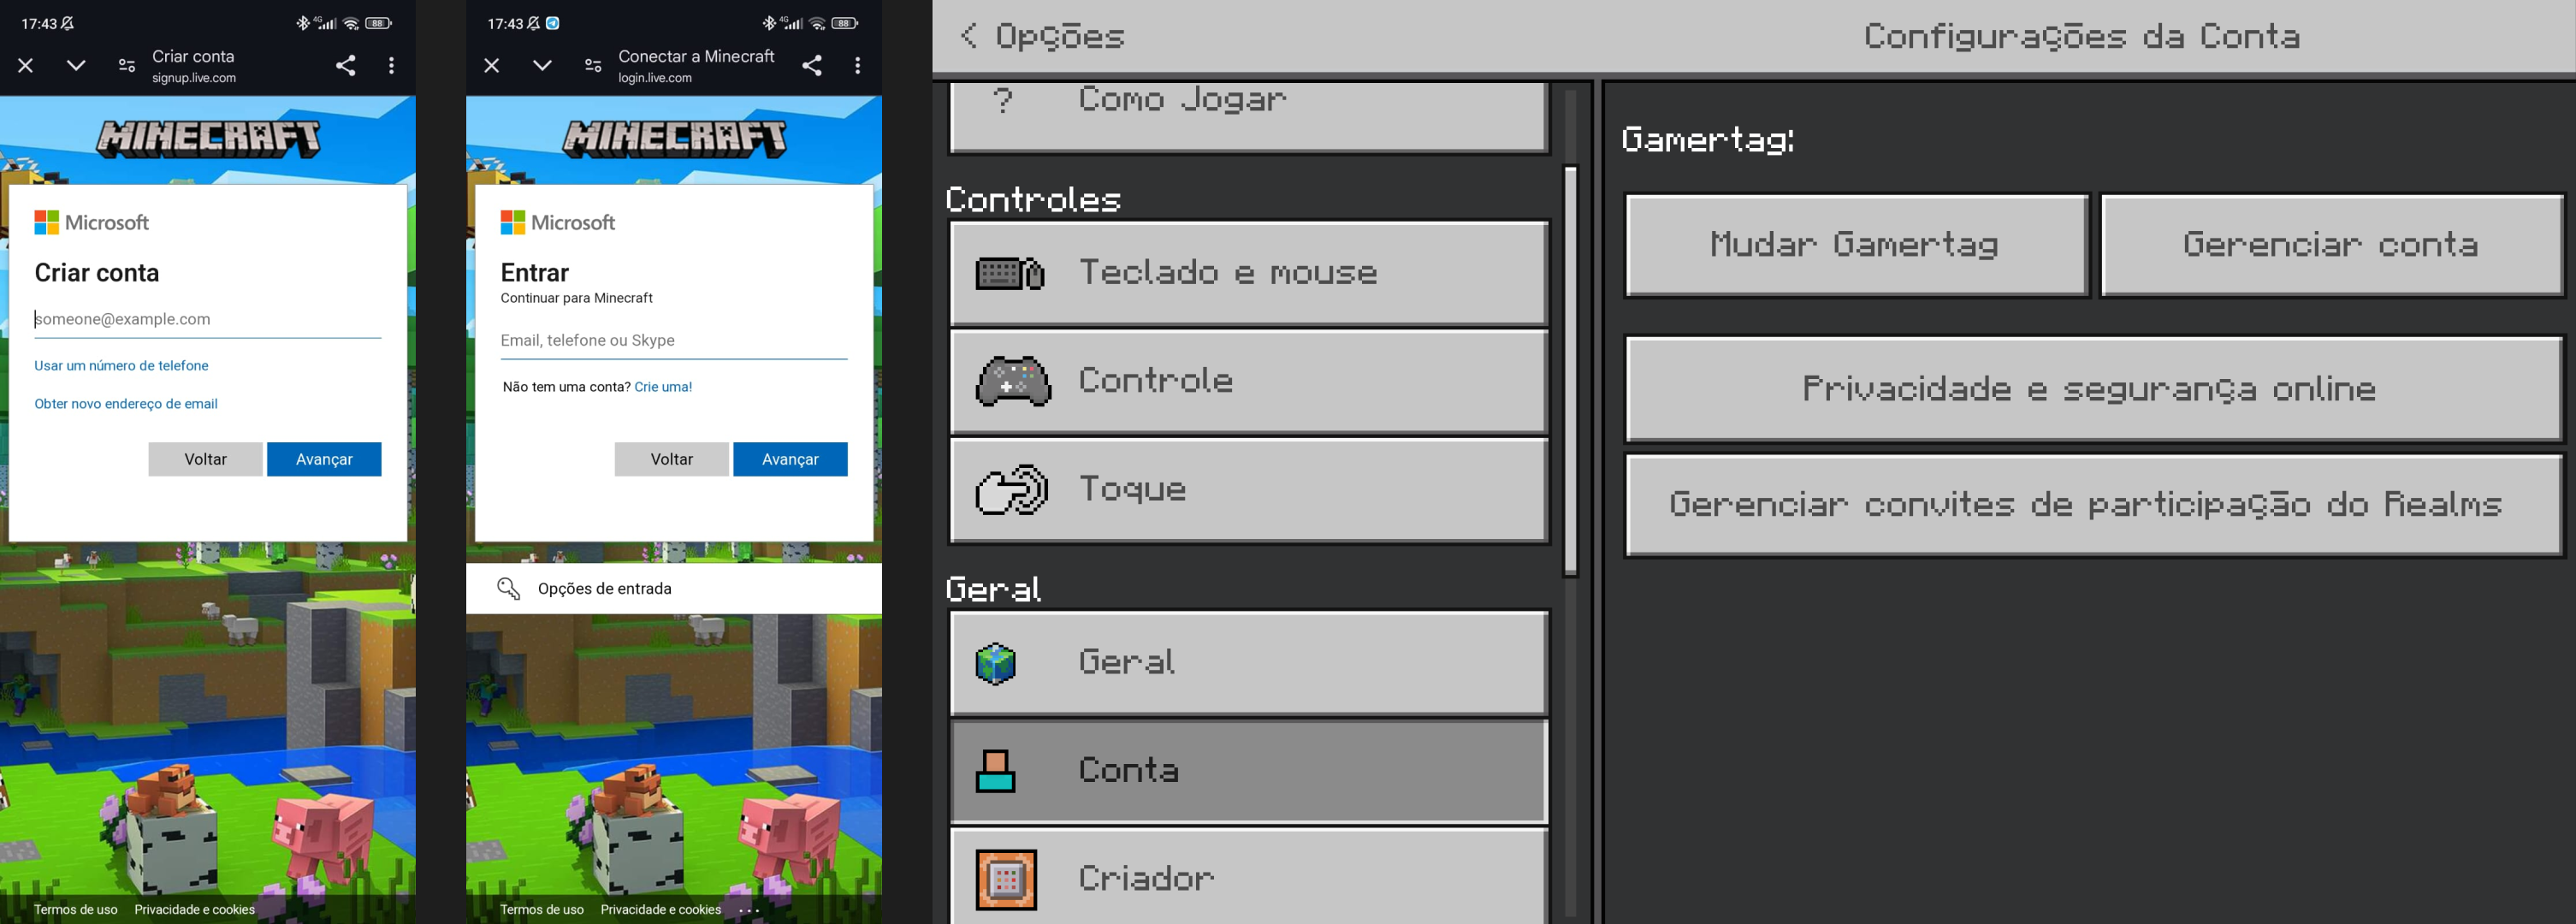 17:43
4G
88
Criar conta
signup.live.com
MINECRAFT
Microsoft
Criar conta
someone@example.com
Usar um número de telefone
Obter novo endereço de email
Voltar
Avançar
Termos de uso
Privacidade e cookies
17:43
4G
88
Conectar a Minecraft
login.live.com
MINECRAFT
Microsoft
Entrar
Continuar para Minecraft
Email, telefone ou Skype
Não tem uma conta? Crie uma!
Voltar
Avançar
Opções de entrada
Termos de uso
Privacidade e cookies
...
< Opções
Configurações da Conta
? Como Jogar
Controles
Teclado e mouse
Controle
Toque
Geral
Geral
Conta
Criador
Gamertag:
Mudar Gamertag
Gerenciar conta
Privacidade e segurança online
Gerenciar convites de participação do Realms